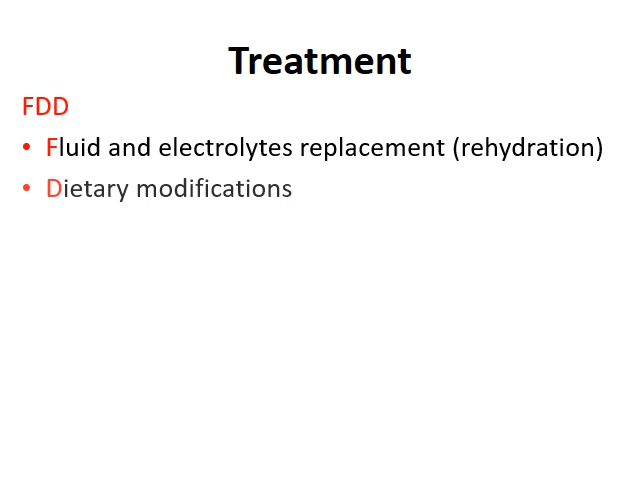 Treatment
FDD
• Fluid and electrolytes replacement (rehydration)
• Dietary modifications